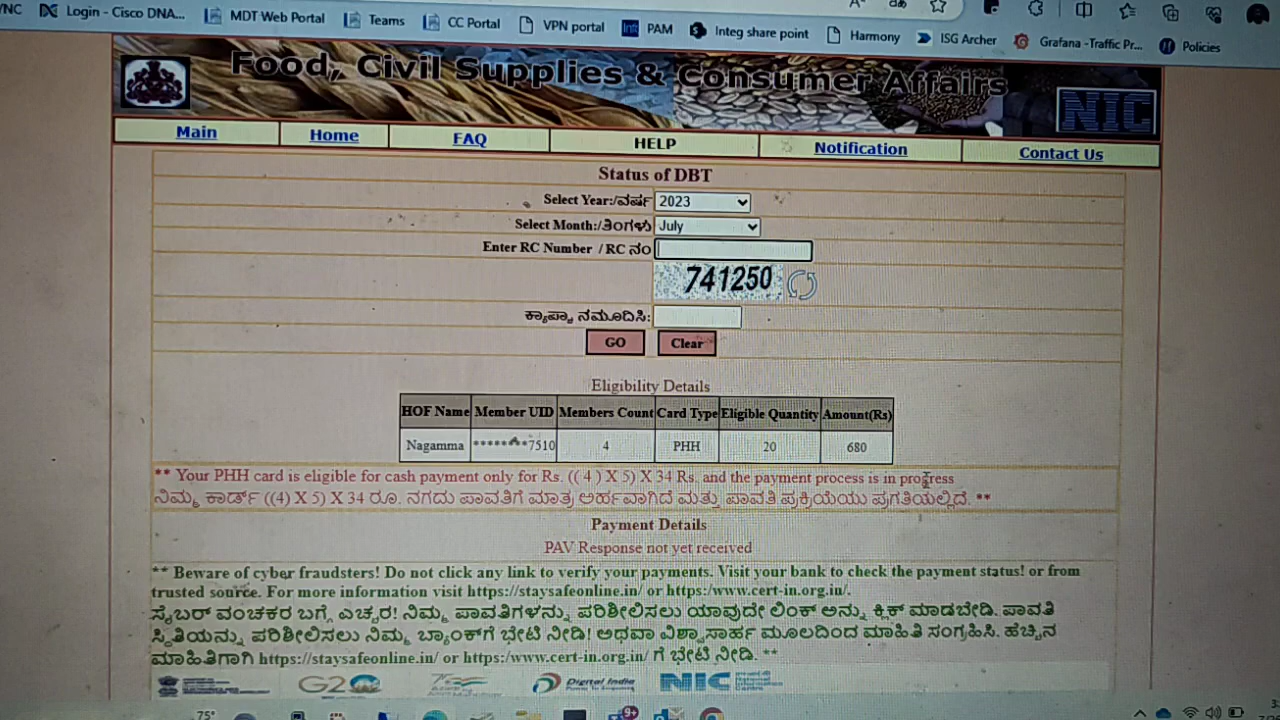 Login - Cisco DNA... MDT Web Portal Teams CC Portal VPN portal PAM Integ share point Harmony ISG Archer Grafana -Traffic Pr... Policies
Food, Civil Supplies & Consumer Affairs NIC
Main Home FAQ HELP Notification Contact Us
Status of DBT
Select Year:/ವರ್ಷ 2023
Select Month:/ತಿಂಗಳು July
Enter RC Number / RC ನಂ
741250
ಕ್ಯಾಪ್ಚಾ ನಮೂದಿಸಿ:
GO Clear
Eligibility Details
HOF Name Member UID Members Count Card Type Eligible Quantity Amount(Rs)
Nagamma ********7510 4 PHH 20 680
** Your PHH card is eligible for cash payment only for Rs. (( 4 ) X 5) X 34 Rs. and the payment process is in progress
ನಿಮ್ಮ ಕಾರ್ಡ್ ((4) X 5) X 34 ರೂ. ನಗದು ಪಾವತಿಗೆ ಮಾತ್ರ ಅರ್ಹವಾಗಿದೆ ಮತ್ತು ಪಾವತಿ ಪ್ರಕ್ರಿಯೆಯು ಪ್ರಗತಿಯಲ್ಲಿದೆ. **
Payment Details
PAV Response not yet received
** Beware of cyber fraudsters! Do not click any link to verify your payments. Visit your bank to check the payment status! or from
trusted source. For more information visit https://staysafeonline.in/ or https:/www.cert-in.org.in/.
ಸೈಬರ್ ವಂಚಕರ ಬಗ್ಗೆ ಎಚ್ಚರ! ನಿಮ್ಮ ಪಾವತಿಗಳನ್ನು ಪರಿಶೀಲಿಸಲು ಯಾವುದೇ ಲಿಂಕ್ ಅನ್ನು ಕ್ಲಿಕ್ ಮಾಡಬೇಡಿ. ಪಾವತಿ
ಸ್ಥಿತಿಯನ್ನು ಪರಿಶೀಲಿಸಲು ನಿಮ್ಮ ಬ್ಯಾಂಕ್‌ಗೆ ಭೇಟಿ ನೀಡಿ! ಅಥವಾ ವಿಶ್ವಾಸಾರ್ಹ ಮೂಲದಿಂದ ಮಾಹಿತಿ ಸಂಗ್ರಹಿಸಿ. ಹೆಚ್ಚಿನ
ಮಾಹಿತಿಗಾಗಿ https://staysafeonline.in/ or https:/www.cert-in.org.in/ ಗೆ ಭೇಟಿ ನೀಡಿ. **
G20 Digital India NIC
75°